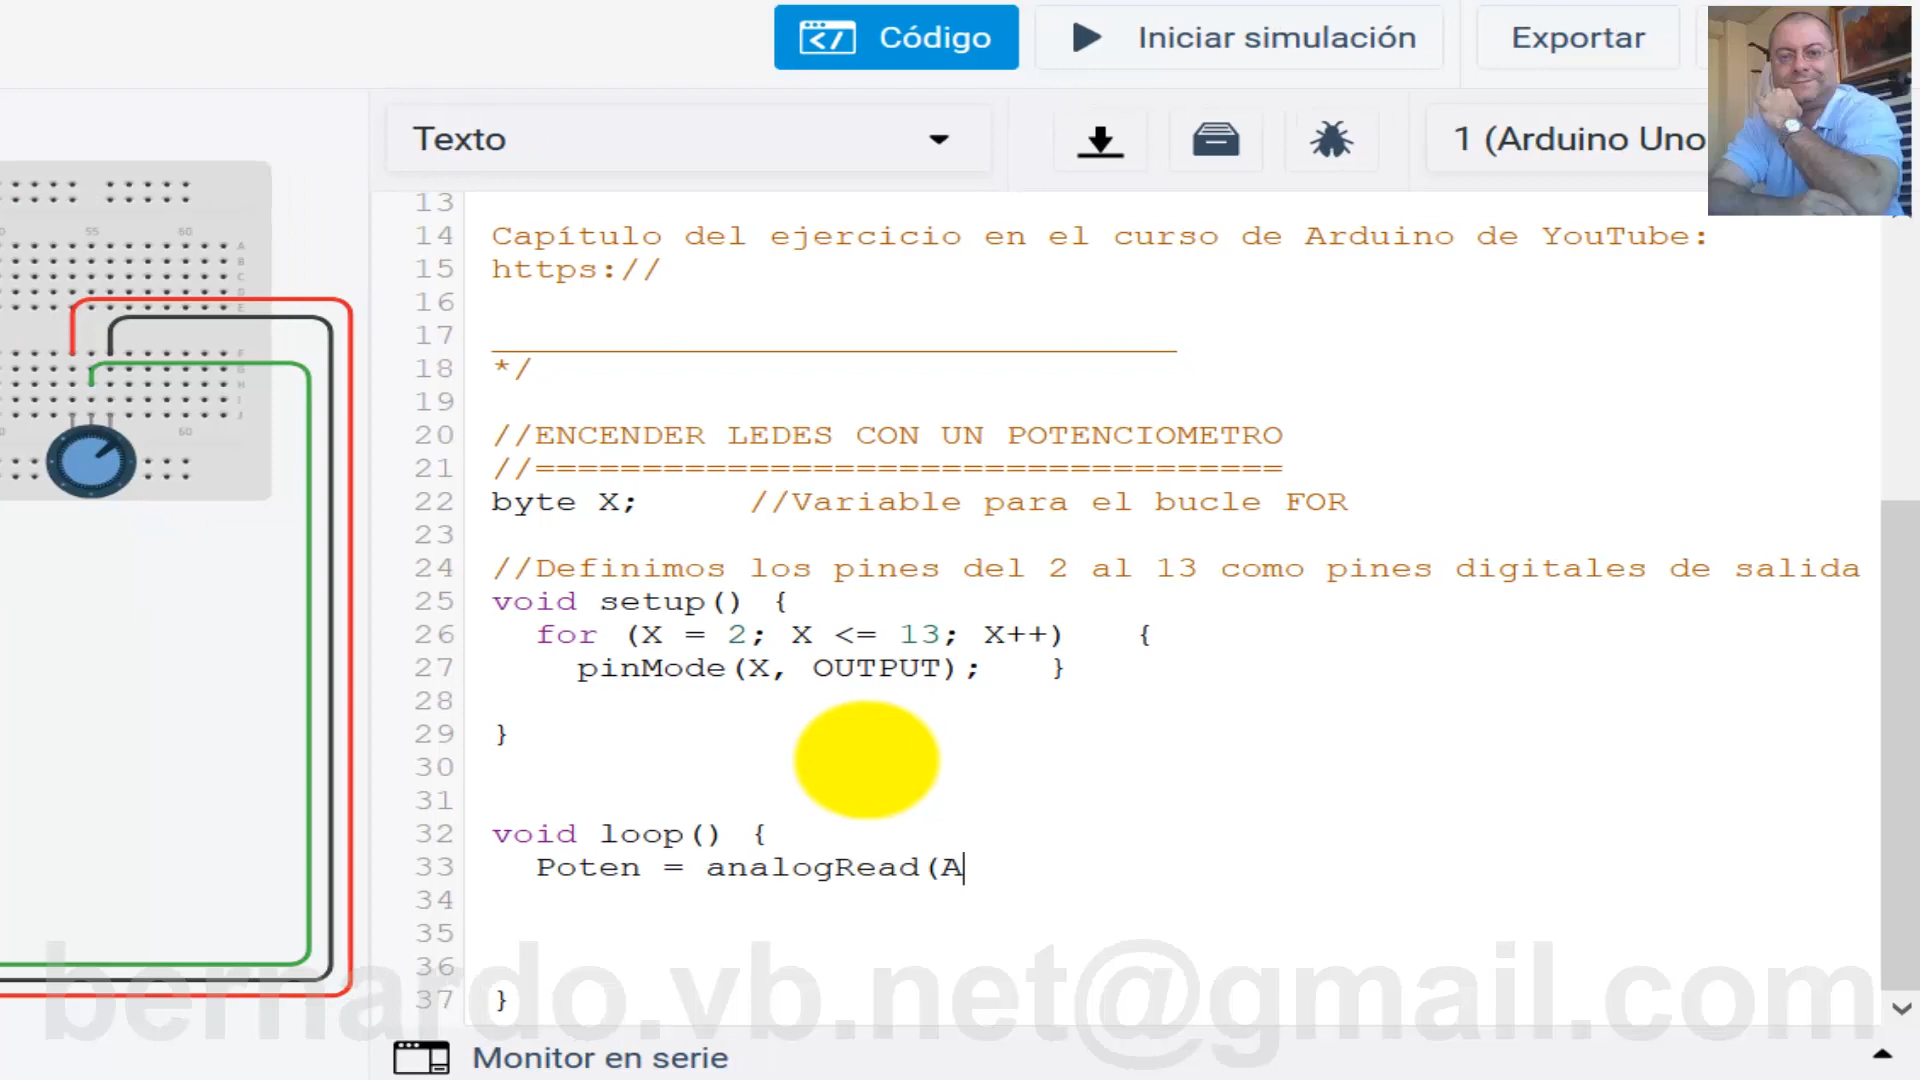 Código
Iniciar simulación
Exportar
Texto
1 (Arduino Uno
55
60
A
B
C
D
E
F
G
H
I
J
60
13
14 Capítulo del ejercicio en el curso de Arduino de YouTube:
15 https://
16
17 ________________________________
18 */
19
20 //ENCENDER LEDES CON UN POTENCIOMETRO
21 //===================================
22 byte X; //Variable para el bucle FOR
23
24 //Definimos los pines del 2 al 13 como pines digitales de salida
25 void setup() {
26 for (X = 2; X <= 13; X++) {
27 pinMode(X, OUTPUT); }
28
29 }
30
31
32 void loop() {
33 Poten = analogRead(A
34
35
36
37 }
bernardo.vb.net@gmail.com
Monitor en serie